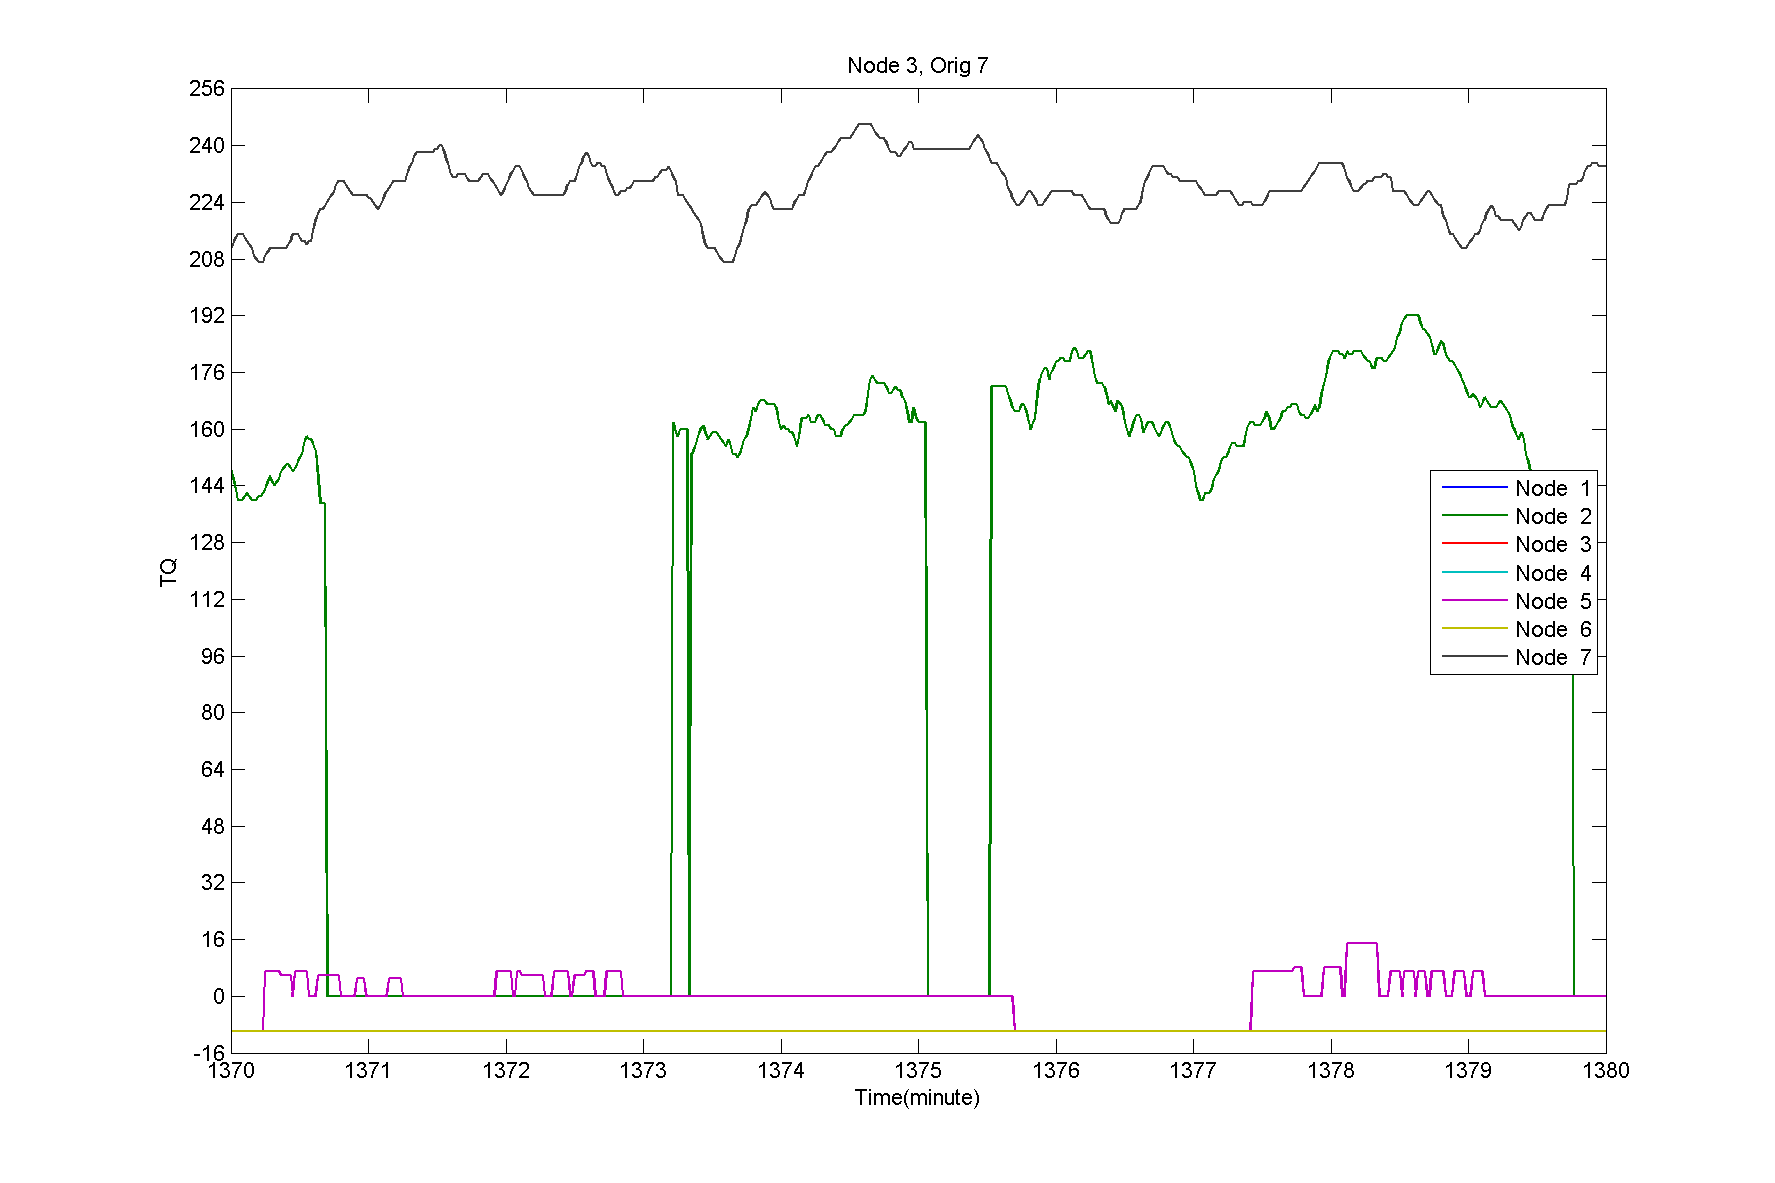 Node 3, Orig 7
256
240
224
208
192
176
160
144
128
112
96
80
64
48
32
16
0
-16
TQ
Node 1
Node 2
Node 3
Node 4
Node 5
Node 6
Node 7
1370 1371 1372 1373 1374 1375 1376 1377 1378 1379 1380
Time(minute)